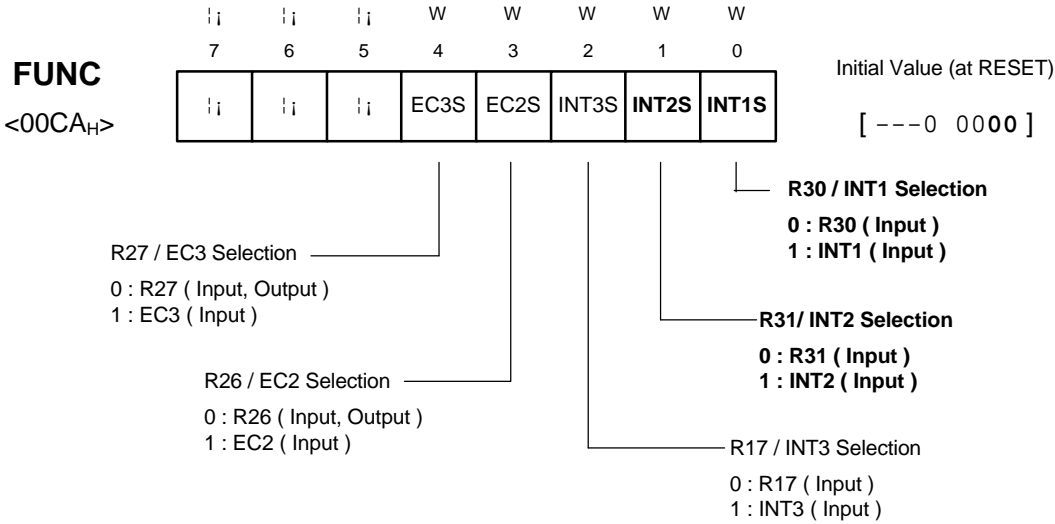 ¦¡ ¦¡ ¦¡ W W W W W
7 6 5 4 3 2 1 0
FUNC
<00CAH>
¦¡ ¦¡ ¦¡ EC3S EC2S INT3S INT2S INT1S
Initial Value (at RESET)
[ ---0 0000 ]
R30 / INT1 Selection
0 : R30 ( Input )
1 : INT1 ( Input )
R27 / EC3 Selection
0 : R27 ( Input, Output )
1 : EC3 ( Input )
R31/ INT2 Selection
0 : R31 ( Input )
1 : INT2 ( Input )
R26 / EC2 Selection
0 : R26 ( Input, Output )
1 : EC2 ( Input )
R17 / INT3 Selection
0 : R17 ( Input )
1 : INT3 ( Input )